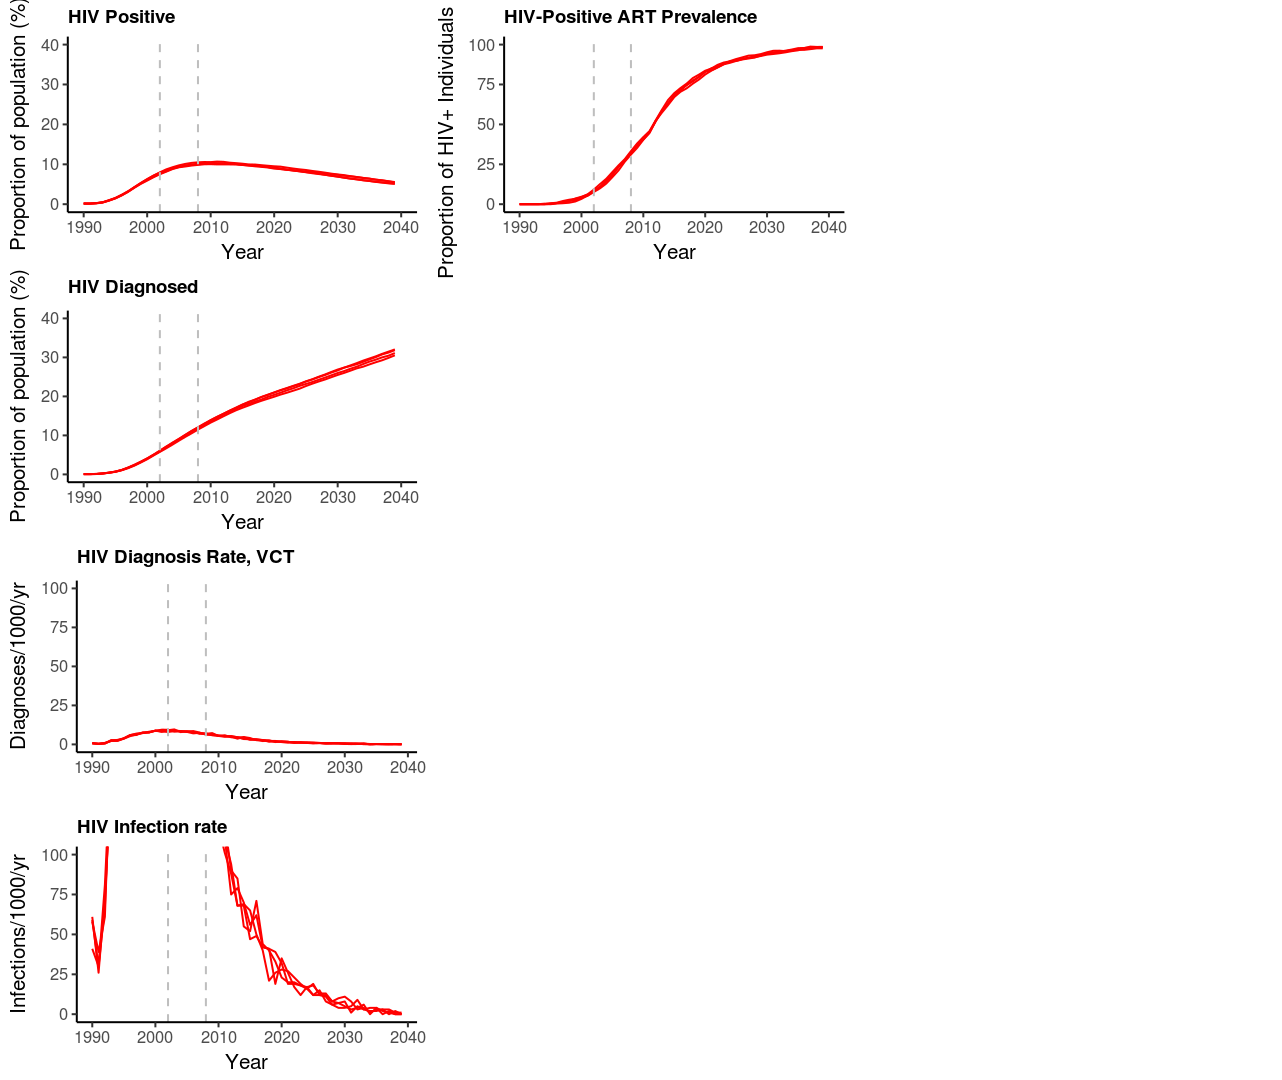 HIV Positive
Proportion of population (%)
40
30
20
10
0
1990 2000 2010 2020 2030 2040
Year
HIV-Positive ART Prevalence
Proportion of HIV+ Individuals
100
75
50
25
0
1990 2000 2010 2020 2030 2040
Year
HIV Diagnosed
Proportion of population (%)
40
30
20
10
0
1990 2000 2010 2020 2030 2040
Year
HIV Diagnosis Rate, VCT
Diagnoses/1000/yr
100
75
50
25
0
1990 2000 2010 2020 2030 2040
Year
HIV Infection rate
Infections/1000/yr
100
75
50
25
0
1990 2000 2010 2020 2030 2040
Year